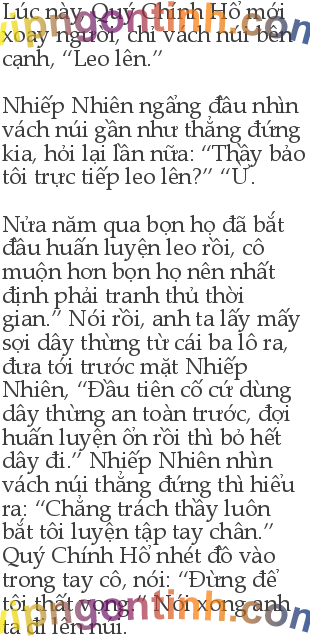 Lúc này, Quý Chính Hổ mới
xoay người, chỉ vách núi bên
cạnh, “Leo lên.”
Nhiếp Nhiên ngẩng đầu nhìn
vách núi gần như thẳng đứng
kia, hỏi lại lần nữa: “Thầy bảo
tôi trực tiếp leo lên?” “Ừ.
Nửa năm qua bọn họ đã bắt
đầu huấn luyện leo rồi, cô
muộn hơn bọn họ nên nhất
định phải tranh thủ thời
gian.” Nói rồi, anh ta lấy mấy
sợi dây thừng từ cái ba lô ra,
đưa tới trước mặt Nhiếp
Nhiên, “Đầu tiên cố cứ dùng
dây thừng an toàn trước, đợi
huấn luyện ổn rồi thì bỏ hết
dây đi.” Nhiếp Nhiên nhìn
vách núi thẳng đứng thì hiểu
ra: “Chẳng trách thầy luôn
bắt tôi luyện tập tay chân.”
Quý Chính Hổ nhét đồ vào
trong tay cô, nói: “Đừng để
tôi thất vọng.” Nói xong anh
ta đi lên núi.
vipngontinh.com
vipngontinh.com